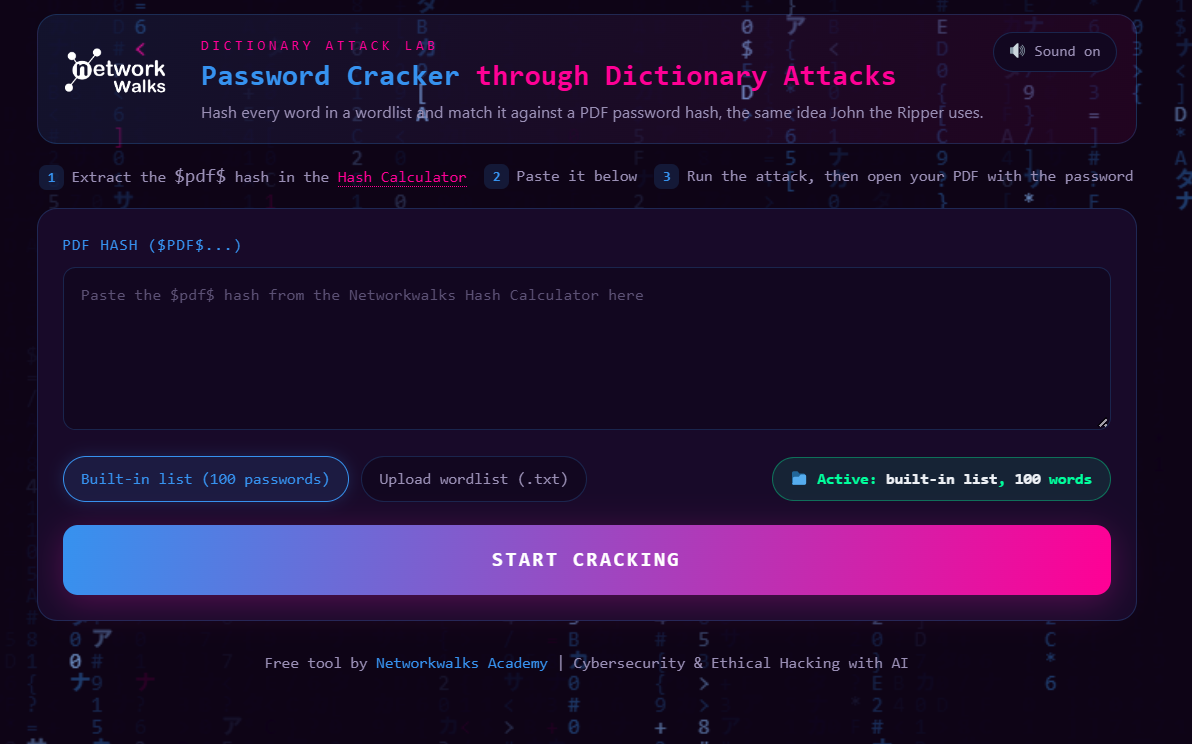 DICTIONARY ATTACK LAB
network
walks
Password Cracker through Dictionary Attacks
Sound on
Hash every word in a wordlist and match it against a PDF password hash, the same idea John the Ripper uses.
1 Extract the $pdf$ hash in the Hash Calculator 2 Paste it below 3 Run the attack, then open your PDF with the password
PDF HASH ($PDF$...)
Paste the $pdf$ hash from the Networkwalks Hash Calculator here
Built-in list (100 passwords)
Upload wordlist (.txt)
Active: built-in list, 100 words
START CRACKING
Free tool by Networkwalks Academy | Cybersecurity & Ethical Hacking with AI